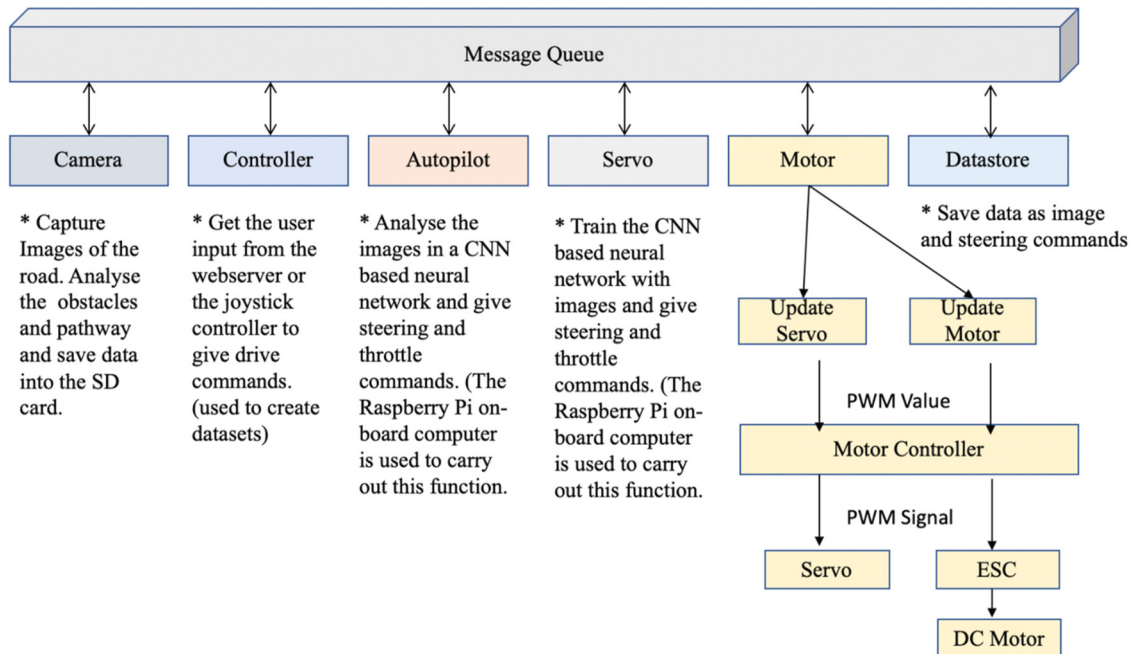 Message Queue
Camera
Controller
Autopilot
Servo
Motor
Datastore
* Capture
Images of the
road. Analyse
the obstacles
and pathway
and save data
into the SD
card.
* Get the user
input from the
webserver or
the joystick
controller to
give drive
commands.
(used to create
datasets)
* Analyse the
images in a CNN
based neural
network and give
steering and
throttle
commands. (The
Raspberry Pi on-
board computer
is used to carry
out this function.
* Train the CNN
based neural
network with
images and give
steering and
throttle
commands. (The
Raspberry Pi on-
board computer
is used to carry
out this function.
* Save data as image
and steering commands
Update
Servo
Update
Motor
PWM Value
Motor Controller
PWM Signal
Servo
ESC
DC Motor